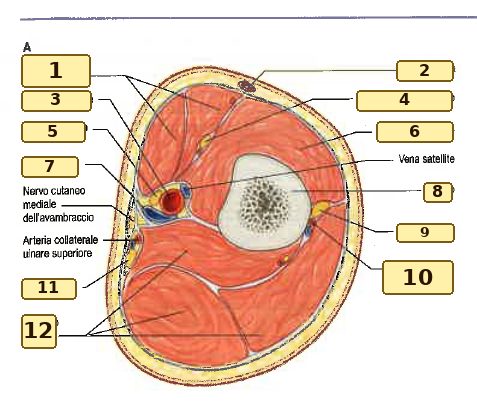 A
1
2
3
4
5
6
7
Vena satellite
Nervo cutaneo
mediale
dell'avambraccio
8
Arteria collaterale
ulnare superiore
9
10
11
12